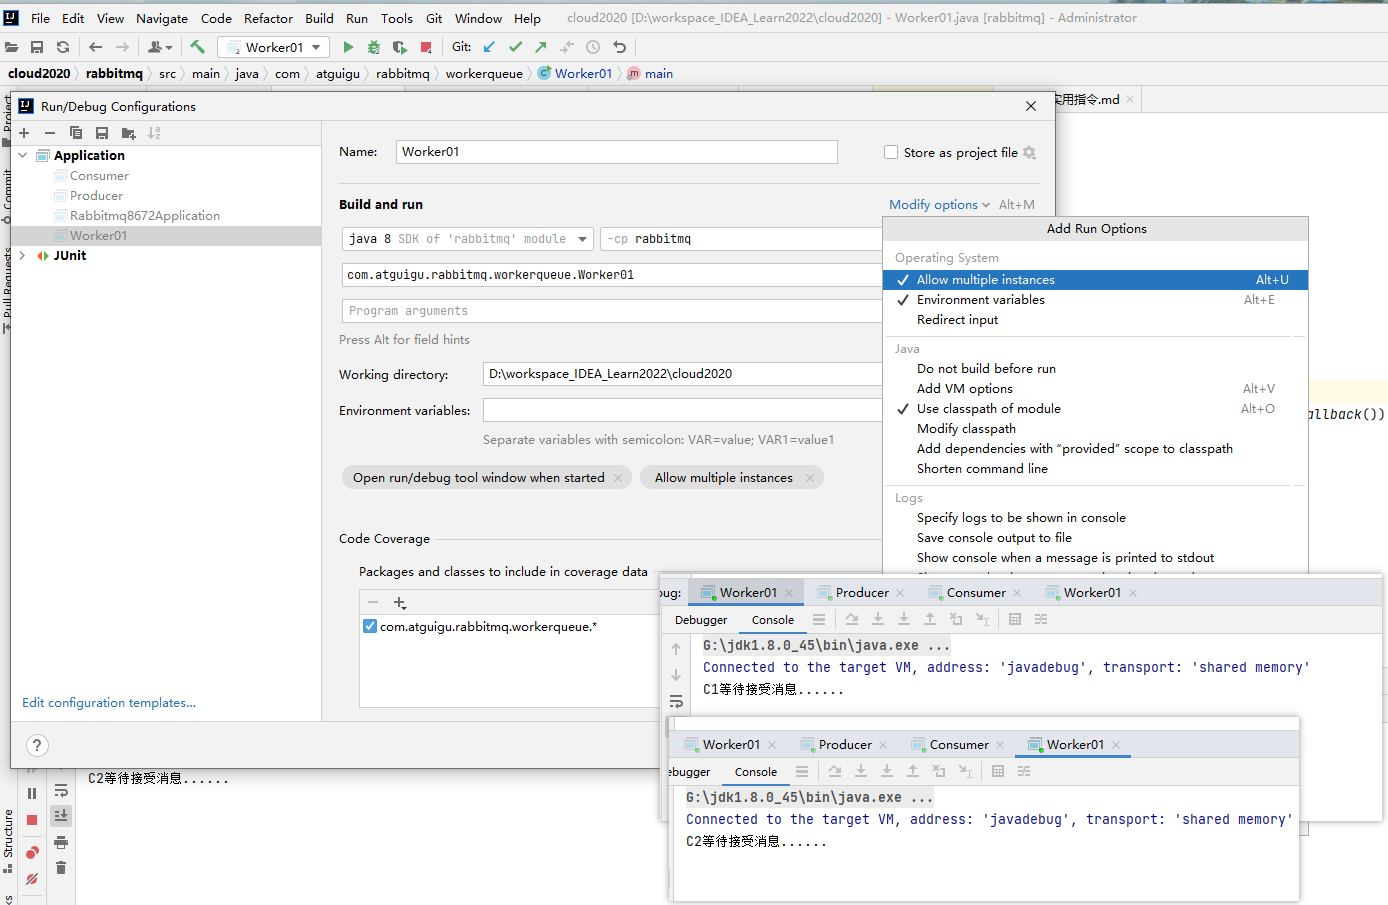 File Edit View Navigate Code Refactor Build Run Tools Git Window Help cloud2020 [D:\workspace_IDEA_Learn2022\cloud2020] - Worker01.java [rabbitmq] - Administrator
Worker01 Git:
cloud2020 rabbitmq src main java com atguigu rabbitmq workerqueue Worker01 main
实用指令.md
Project
Commit
Pull Requests
Run/Debug Configurations
Application
Consumer
Producer
Rabbitmq8672Application
Worker01
JUnit
Edit configuration templates...
Name: Worker01 Store as project file
Build and run Modify options Alt+M
java 8 SDK of 'rabbitmq' module -cp rabbitmq
com.atguigu.rabbitmq.workerqueue.Worker01
Program arguments
Press Alt for field hints
Working directory: D:\workspace_IDEA_Learn2022\cloud2020
Environment variables:
Separate variables with semicolon: VAR=value; VAR1=value1
Open run/debug tool window when started Allow multiple instances
Code Coverage
Packages and classes to include in coverage data
com.atguigu.rabbitmq.workerqueue.*
Add Run Options
Operating System
Allow multiple instances Alt+U
Environment variables Alt+E
Redirect input
Java
Do not build before run
Add VM options Alt+V
Use classpath of module Alt+O
Modify classpath
Add dependencies with “provided” scope to classpath
Shorten command line
Logs
Specify logs to be shown in console
Save console output to file
Show console when a message is printed to stdout
allback())
Worker01 Producer Consumer Worker01
Debugger Console
G:\jdk1.8.0_45\bin\java.exe ...
Connected to the target VM, address: 'javadebug', transport: 'shared memory'
C1等待接受消息......
Worker01 Producer Consumer Worker01
ebugger Console
G:\jdk1.8.0_45\bin\java.exe ...
Connected to the target VM, address: 'javadebug', transport: 'shared memory'
C2等待接受消息......
C2等待接受消息......
Structure